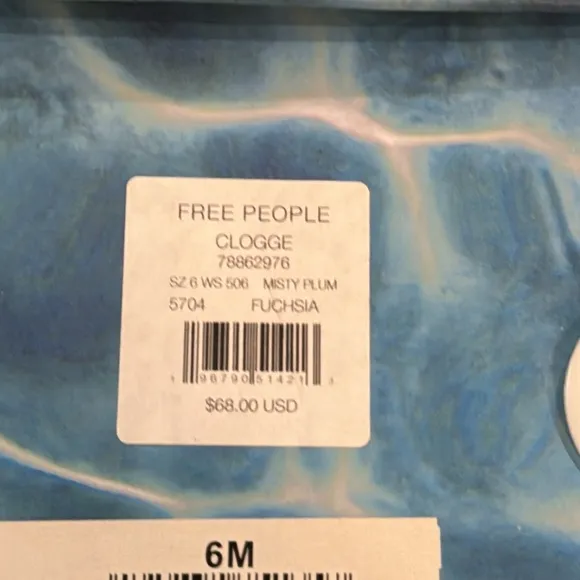 FREE PEOPLE
CLOGGE
78862976
SZ 6 WS 506 MISTY PLUM
5704 FUCHSIA
1 96790 51421 3
$68.00 USD
6M